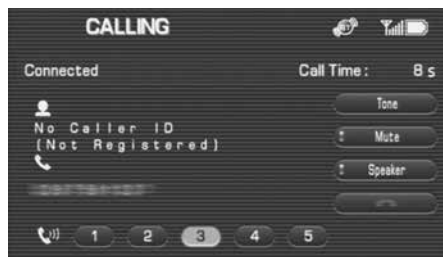 CALLING
Connected
Call Time: 8 s
No Caller ID
(Not Registered)
Tone
Mute
Speaker
1 2 3 4 5